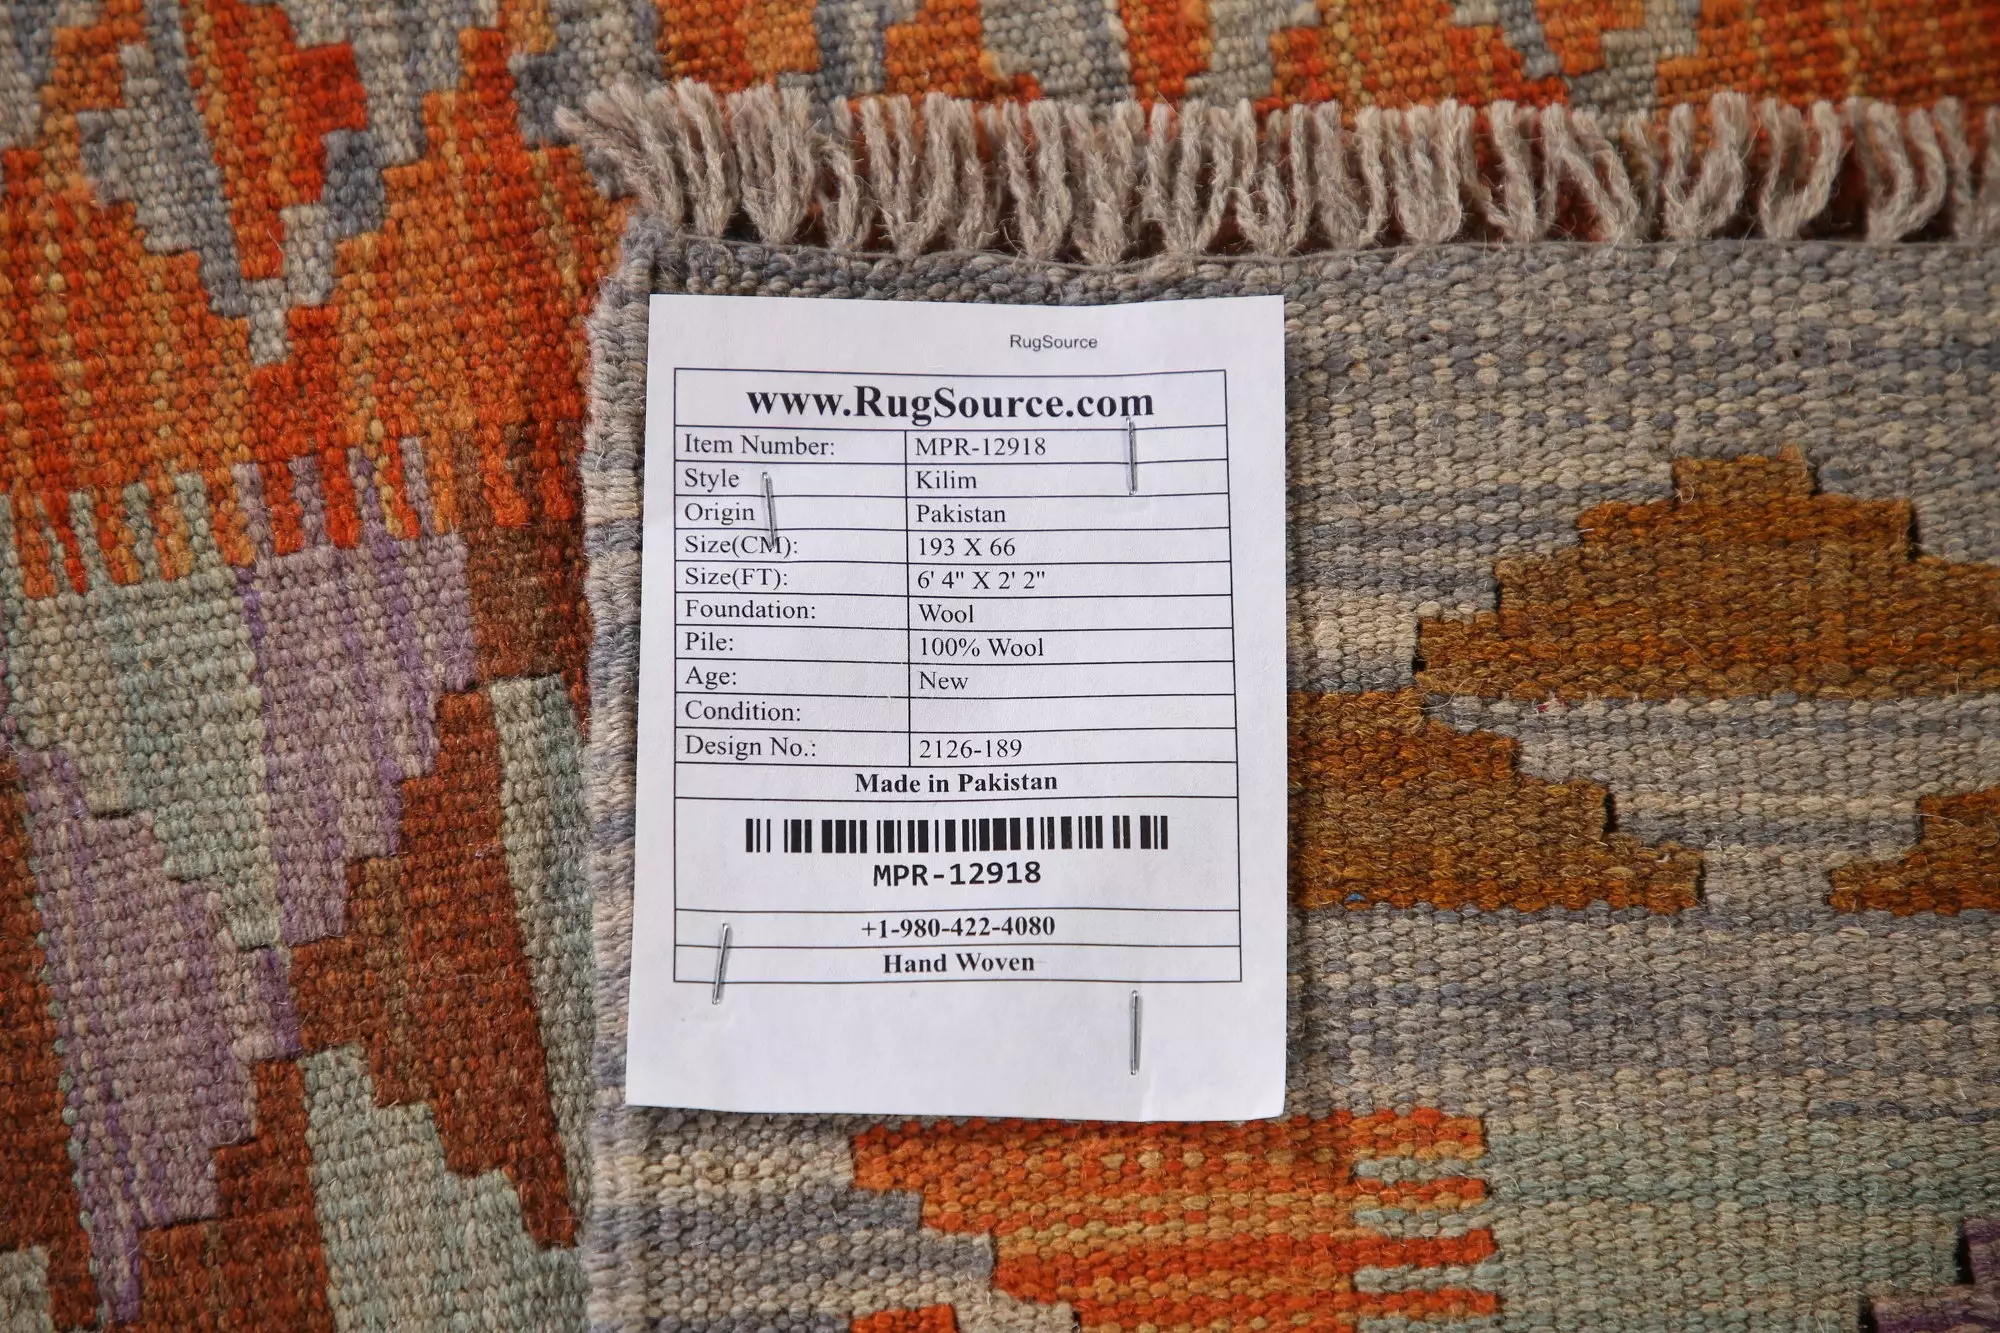 RugSource
www.RugSource.com
Item Number: MPR-12918
Style Kilim
Origin Pakistan
Size(CM): 193 X 66
Size(FT): 6' 4" X 2' 2"
Foundation: Wool
Pile: 100% Wool
Age: New
Condition:
Design No.: 2126-189
Made in Pakistan
MPR-12918
+1-980-422-4080
Hand Woven